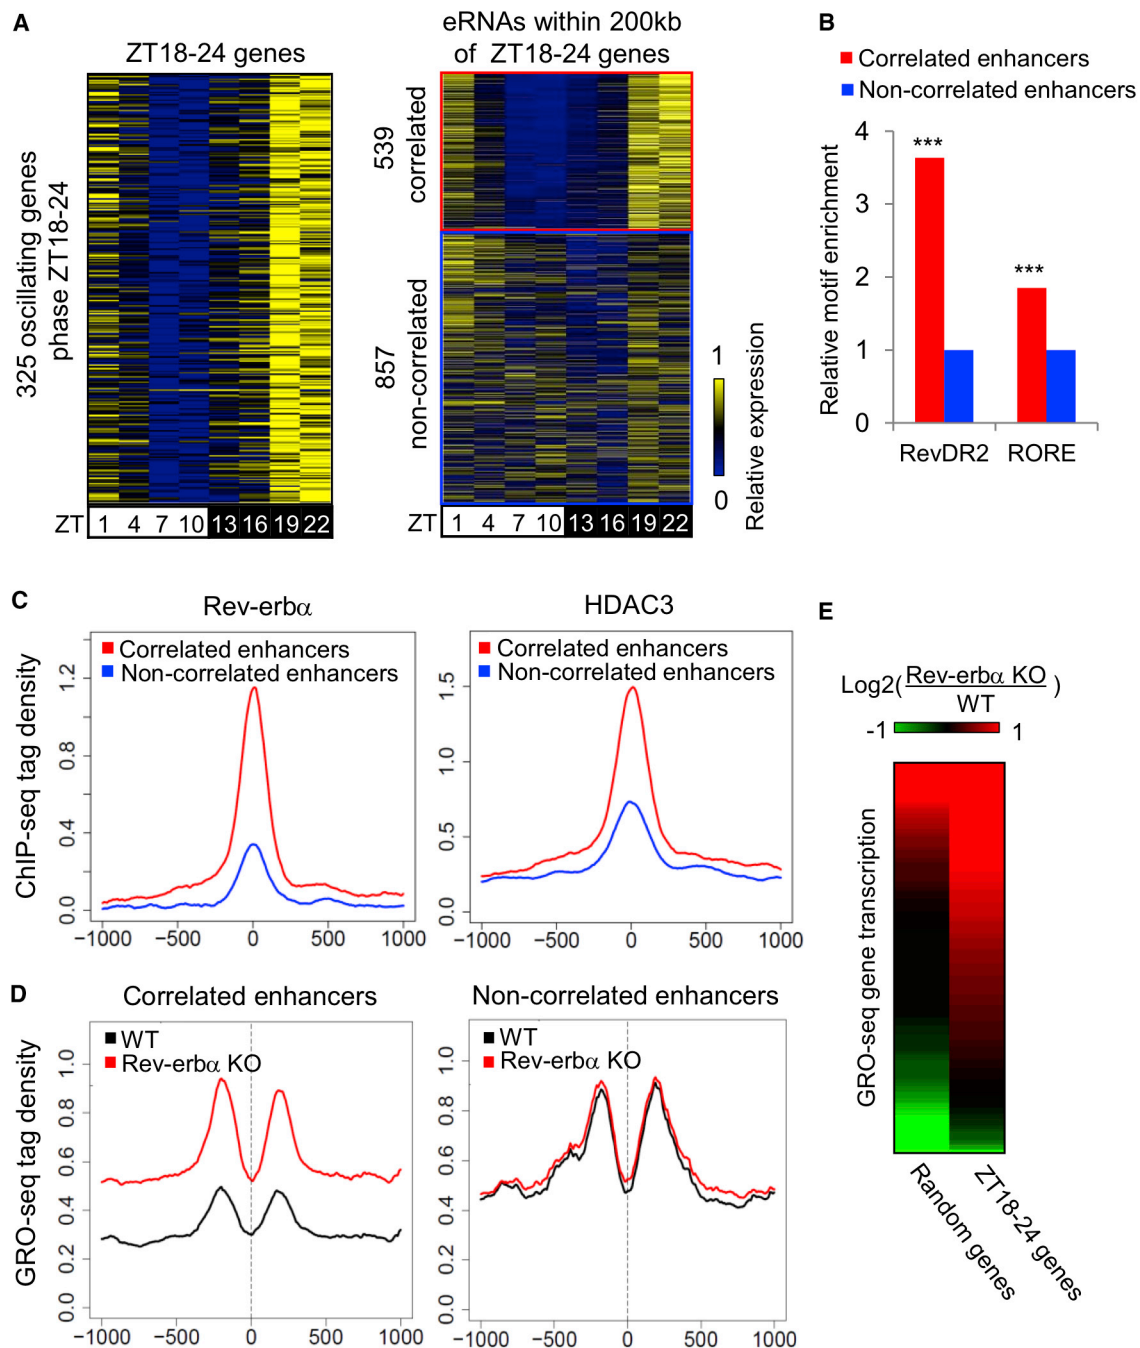 A
ZT18-24 genes
325 oscillating genes
phase ZT18-24
ZT 1 4 7 10 13 16 19 22
eRNAs within 200kb
of ZT18-24 genes
539
correlated
857
non-correlated
ZT 1 4 7 10 13 16 19 22
1
0
Relative expression
B
Correlated enhancers
Non-correlated enhancers
Relative motif enrichment
4
3
2
1
0
***
***
RevDR2 RORE
C
Rev-erbα
Correlated enhancers
Non-correlated enhancers
ChIP-seq tag density
1.2
0.8
0.4
0.0
−1000 −500 0 500 1000
HDAC3
Correlated enhancers
Non-correlated enhancers
1.5
1.0
0.5
0.0
−1000 −500 0 500 1000
D
Correlated enhancers
WT
Rev-erbα KO
GRO-seq tag density
1.0
0.8
0.6
0.4
0.2
0.0
−1000 −500 0 500 1000
Non-correlated enhancers
WT
Rev-erbα KO
1.0
0.8
0.6
0.4
0.2
0.0
−1000 −500 0 500 1000
E
Log2(Rev-erbα KO
WT
)
-1 1
GRO-seq gene transcription
Random genes
ZT18-24 genes